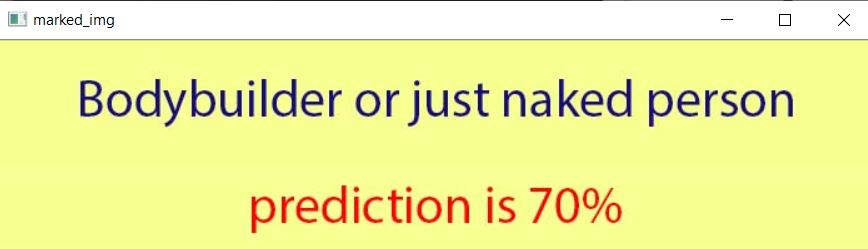 marked_img
Bodybuilder or just naked person
prediction is 70%